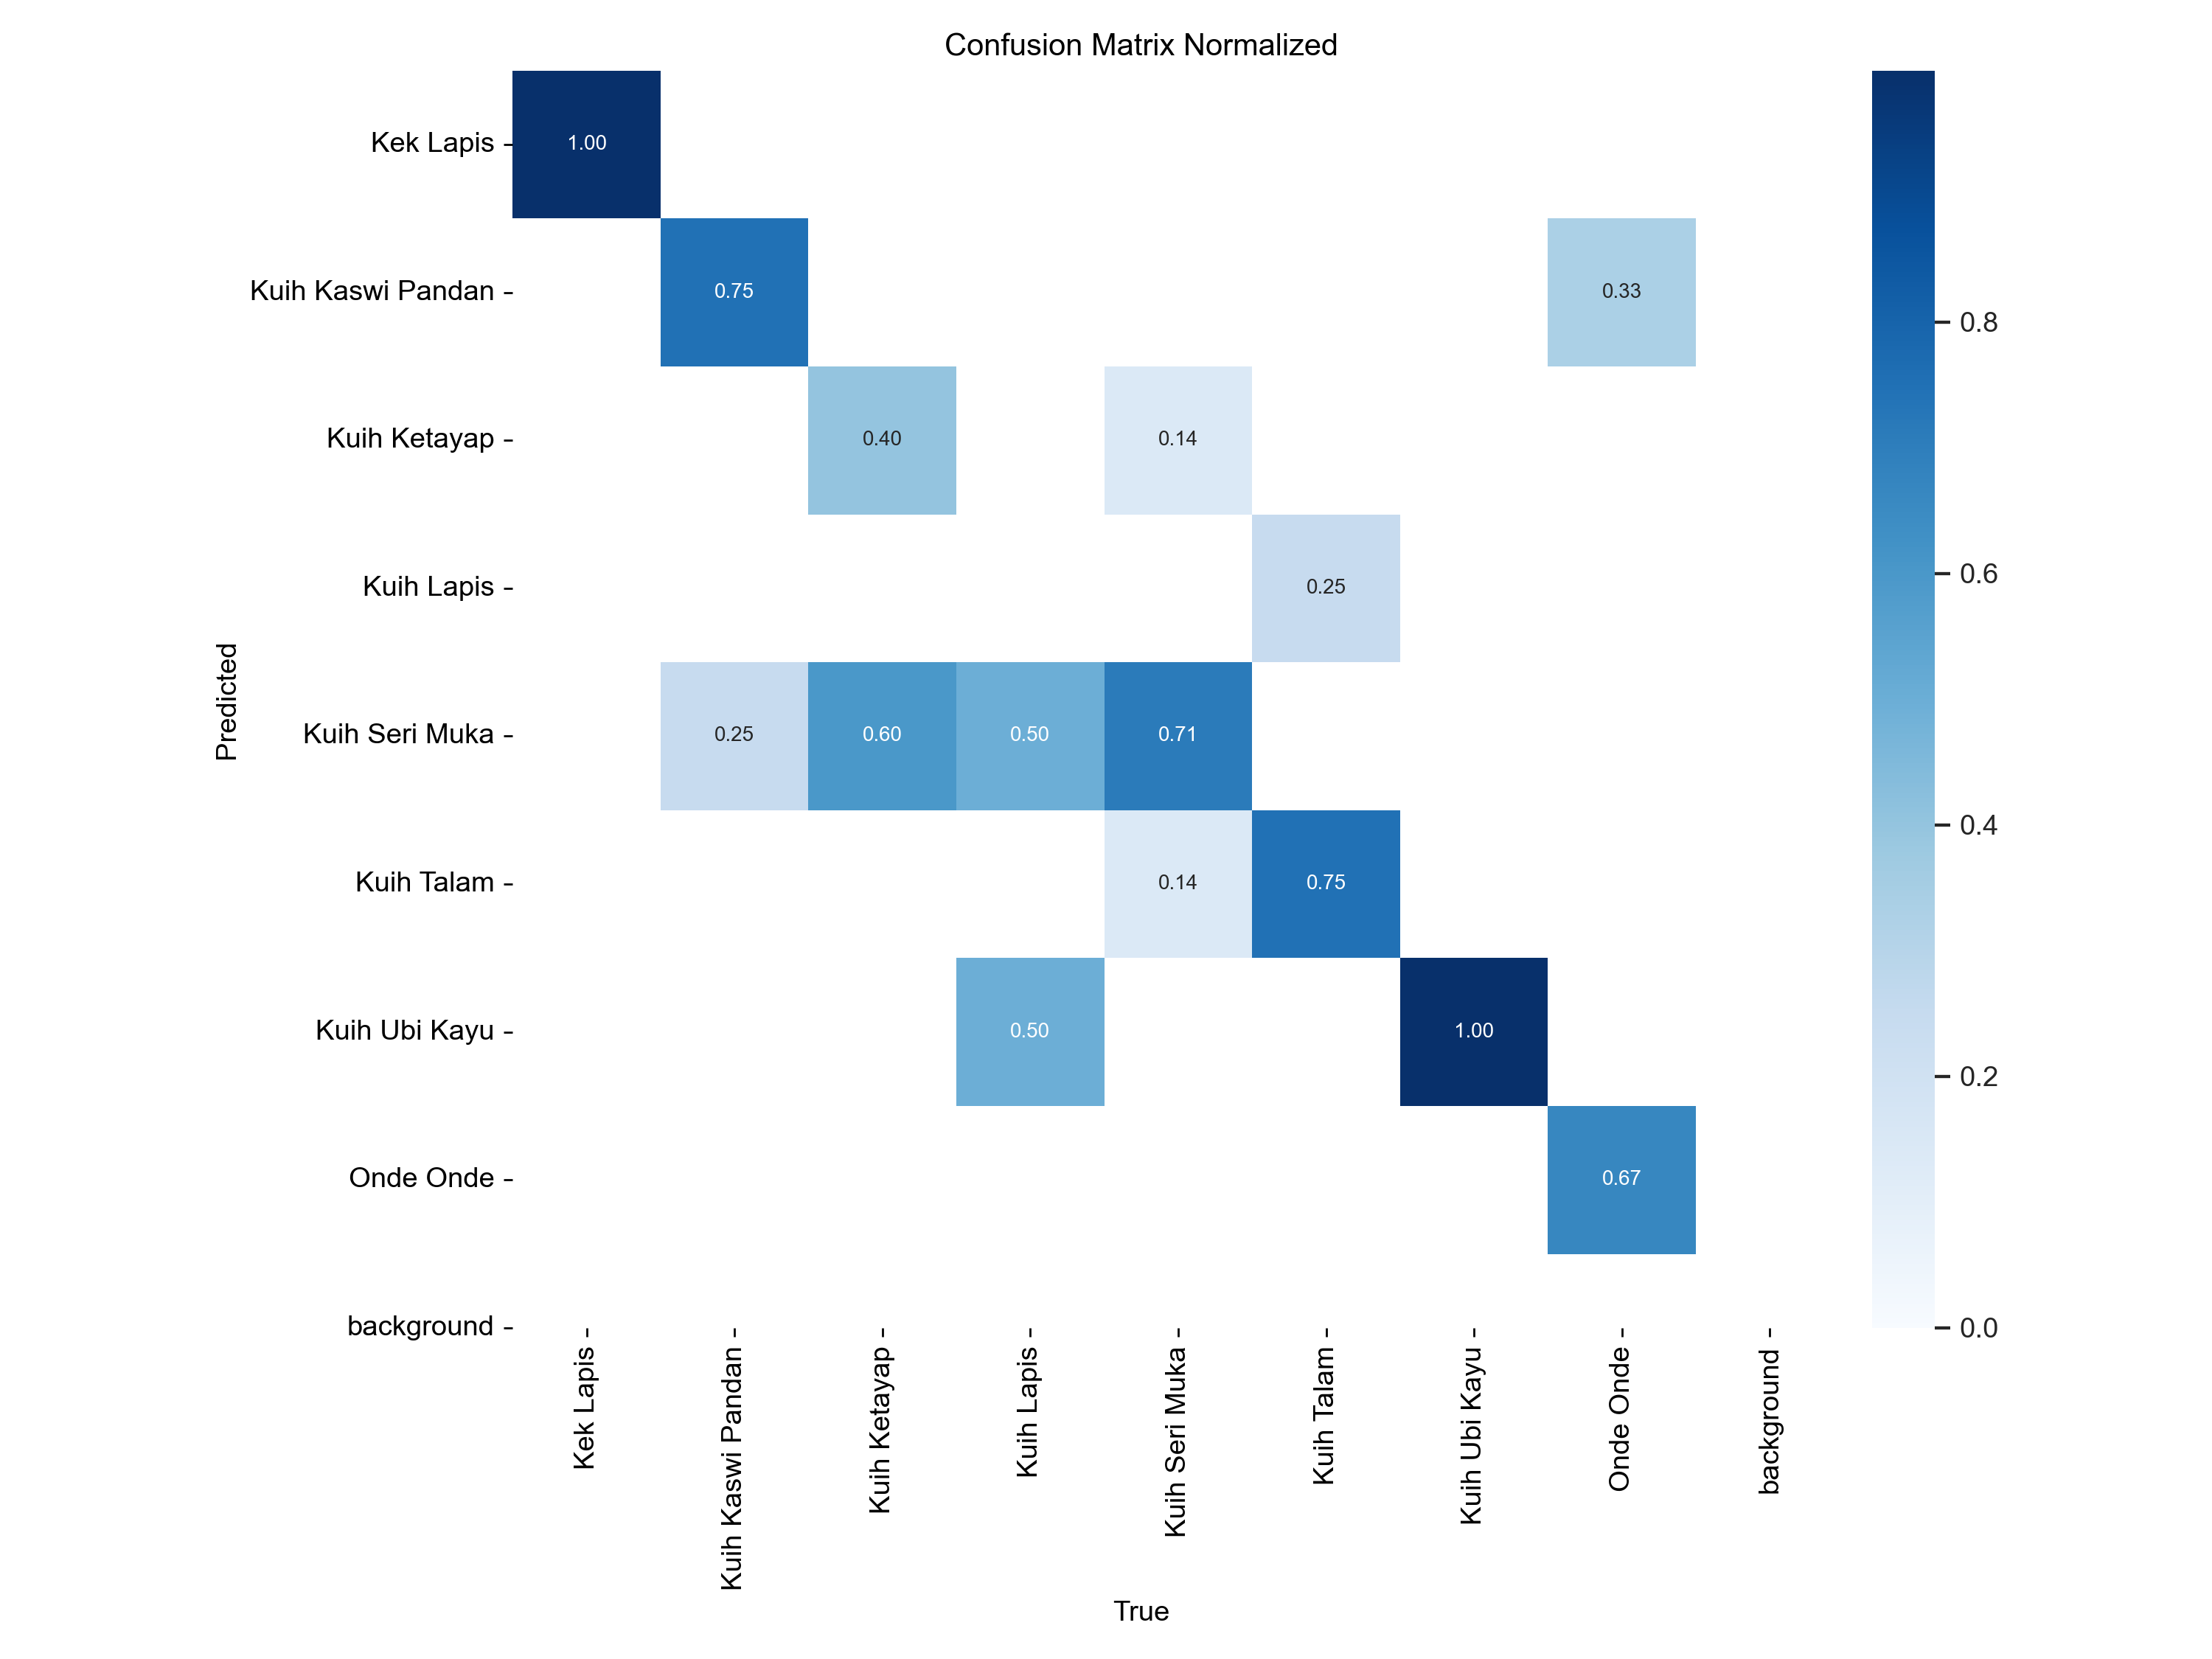 Confusion Matrix Normalized
Kek Lapis
1.00
Kuih Kaswi Pandan
0.75
0.33
0.8
Kuih Ketayap
0.40
0.14
Kuih Lapis
0.25
0.6
Predicted
Kuih Seri Muka
0.25
0.60
0.50
0.71
Kuih Talam
0.14
0.75
0.4
Kuih Ubi Kayu
0.50
1.00
0.2
Onde Onde
0.67
background
0.0
Kek Lapis
Kuih Kaswi Pandan
Kuih Ketayap
Kuih Lapis
Kuih Seri Muka
Kuih Talam
Kuih Ubi Kayu
Onde Onde
background
True